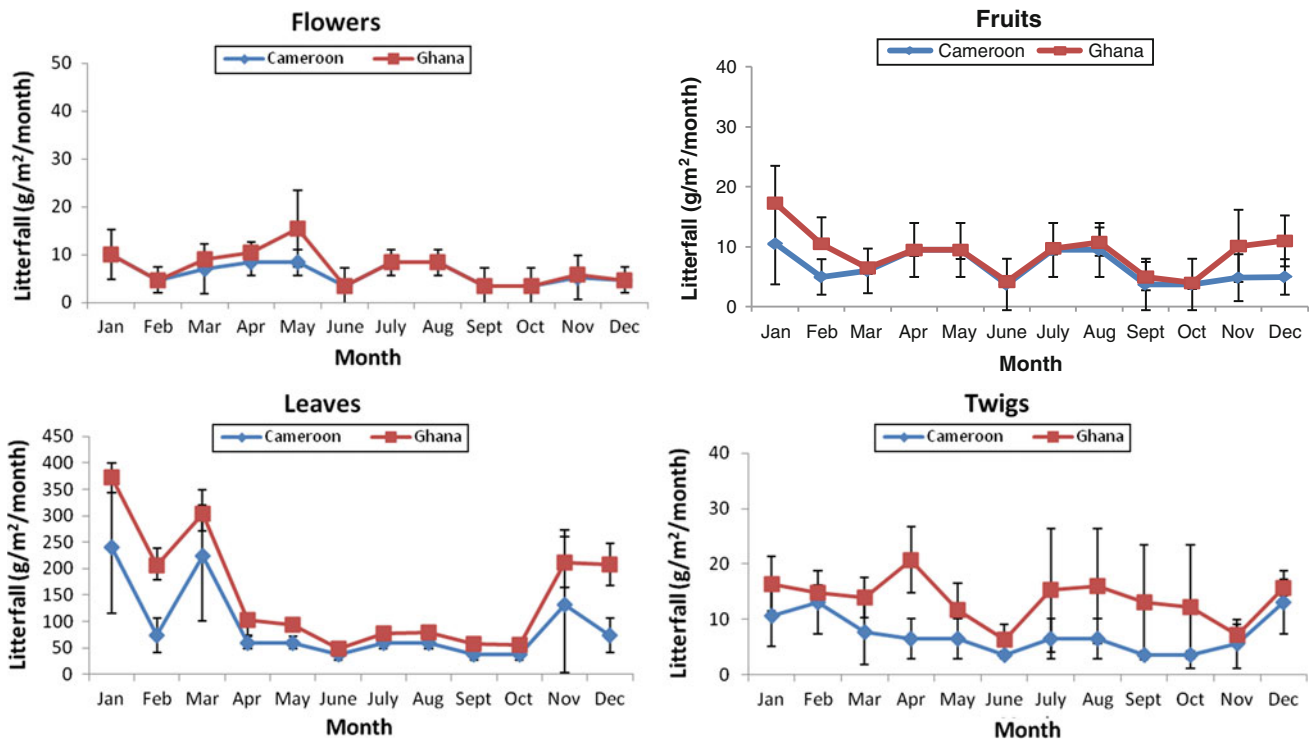 Flowers
Cameroon Ghana
Litterfall (g/m²/month)
50
40
30
20
10
0
Jan Feb Mar Apr May June July Aug Sept Oct Nov Dec
Month
Fruits
Cameroon Ghana
Litterfall (g/m²/month)
40
30
20
10
0
Jan Feb Mar Apr May June July Aug Sept Oct Nov Dec
Month
Leaves
Cameroon Ghana
Litterfall (g/m²/month)
450
400
350
300
250
200
150
100
50
0
Jan Feb Mar Apr May June July Aug Sept Oct Nov Dec
Month
Twigs
Cameroon Ghana
Litterfall (g/m²/month)
40
30
20
10
0
Jan Feb Mar Apr May June July Aug Sept Oct Nov Dec
Month